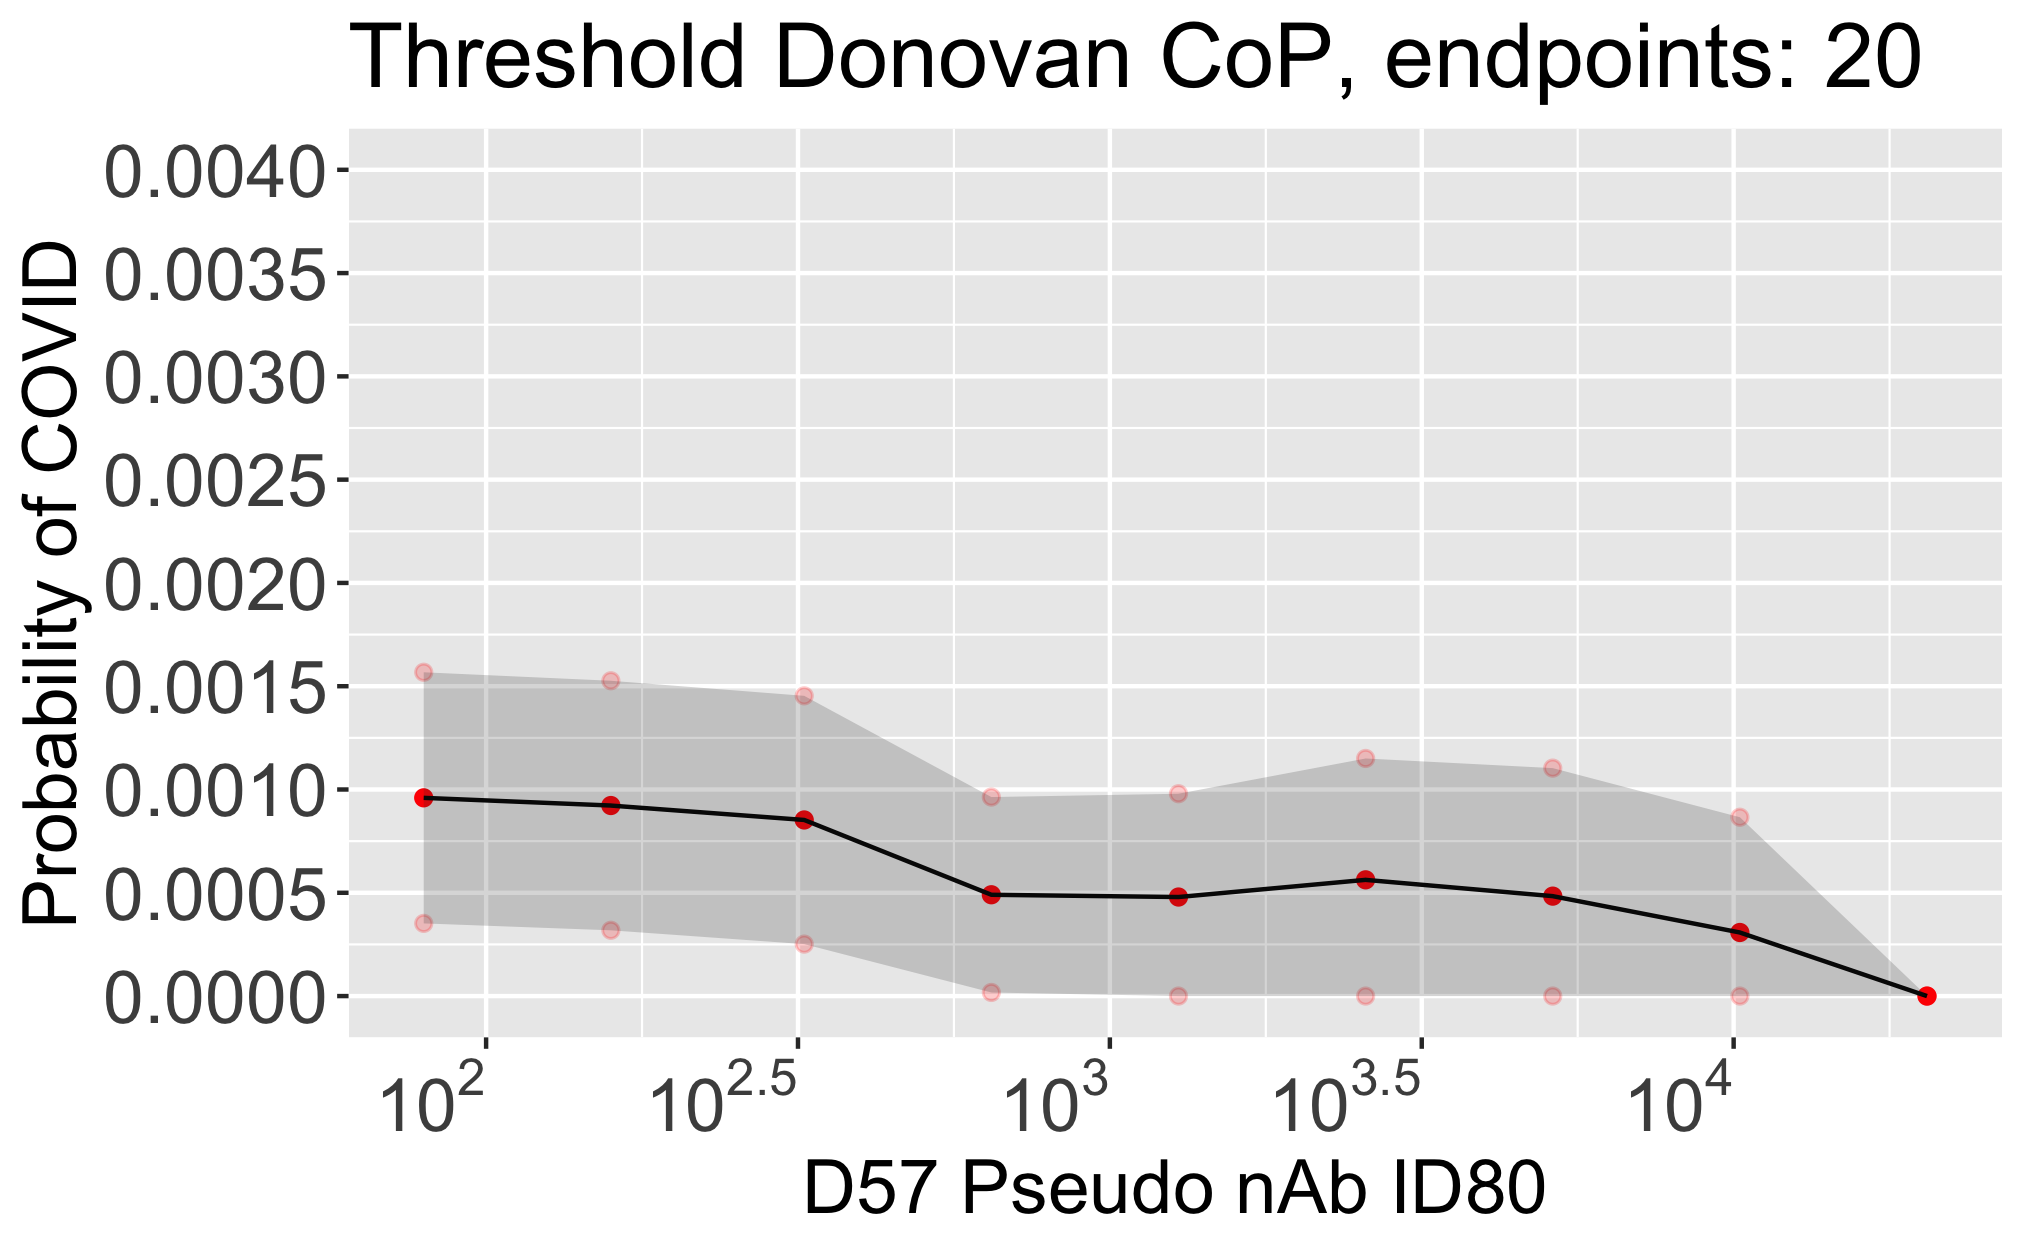 Threshold Donovan CoP, endpoints: 20
Probability of COVID
0.0040
0.0035
0.0030
0.0025
0.0020
0.0015
0.0010
0.0005
0.0000
10^2 10^2.5 10^3 10^3.5 10^4
D57 Pseudo nAb ID80